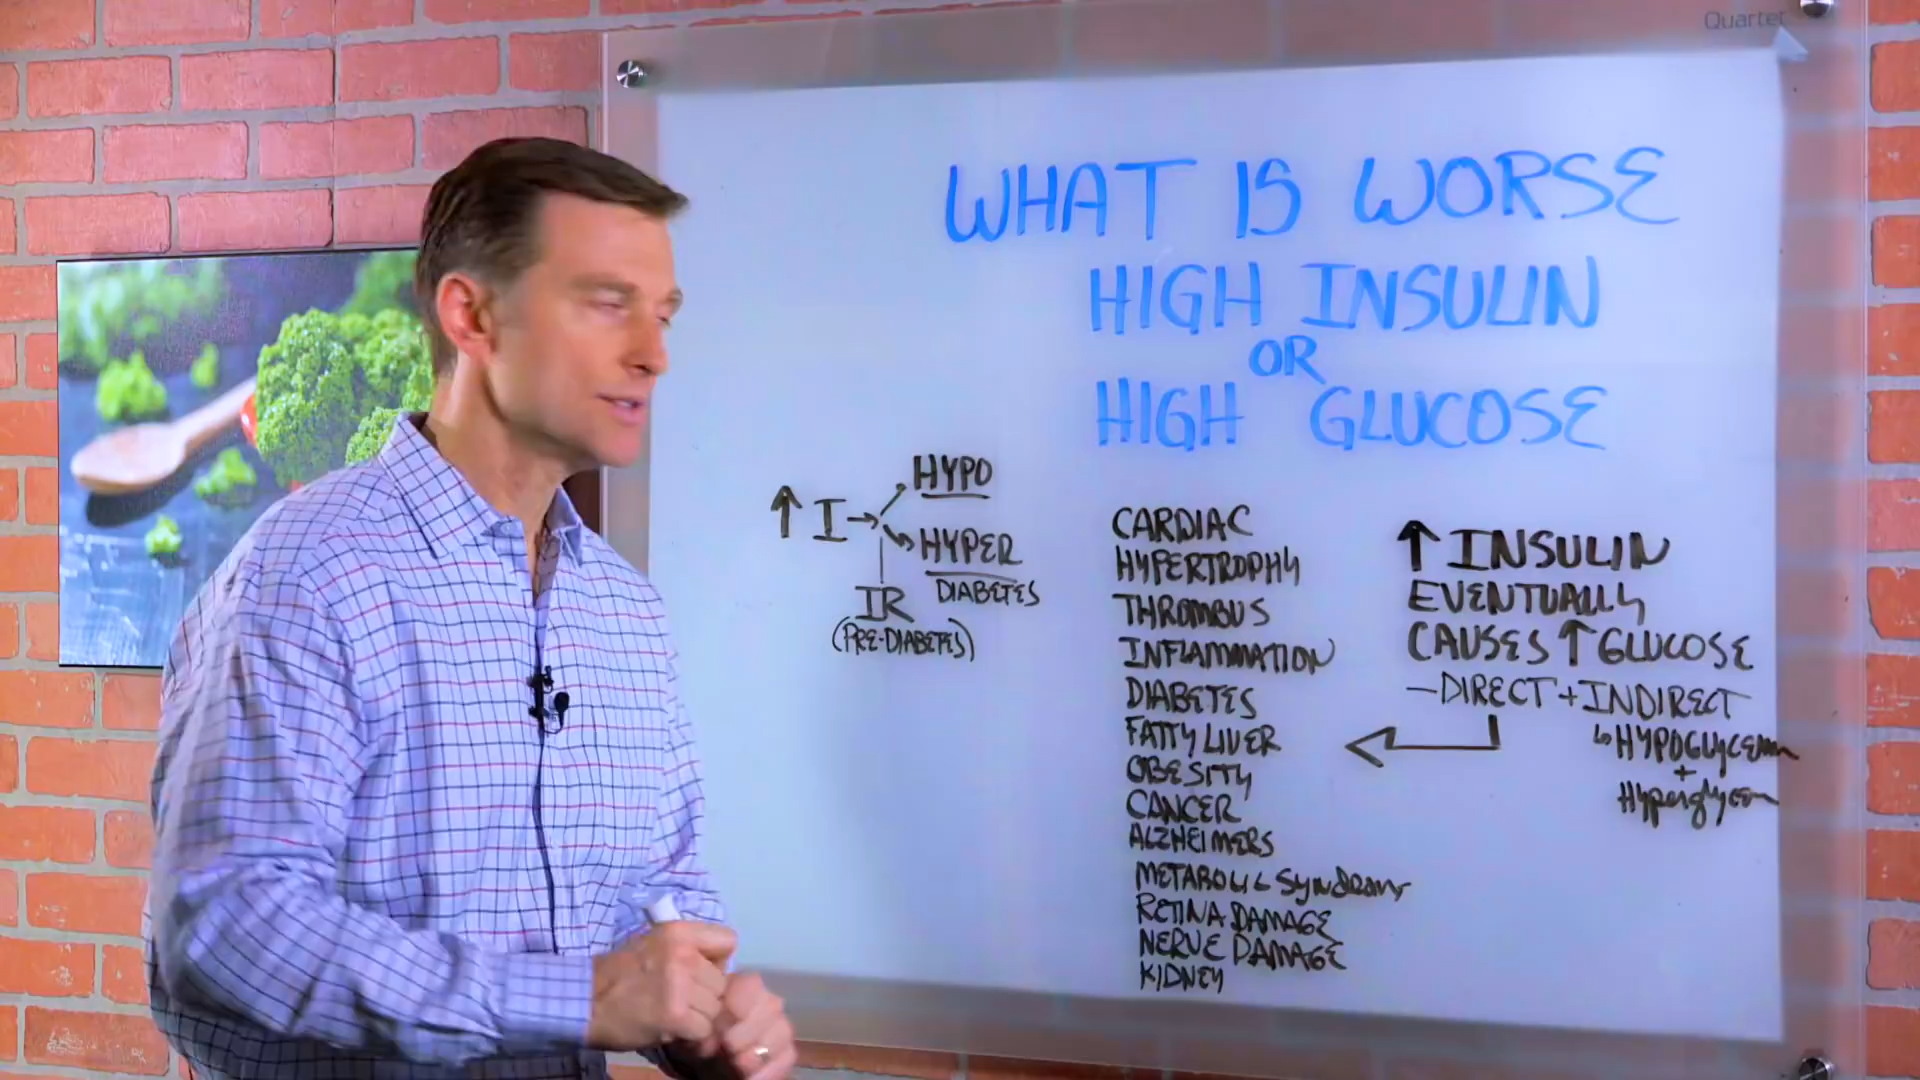 Quartet
WHAT IS WORSE
HIGH INSULIN
OR
HIGH GLUCOSE
↑ I →
HYPO
HYPER
DIABETES
IR
(PRE-DIABETES)
CARDIAC
HYPERTROPHY
THROMBUS
INFLAMMATION
DIABETES
FATTY LIVER
OBESITY
CANCER
ALZHEIMERS
METABOLIC SYNDROME
RETINA DAMAGE
NERVE DAMAGE
KIDNEY
↑ INSULIN
EVENTUALLY
CAUSES ↑ GLUCOSE
- DIRECT + INDIRECT
↳ HYPOGLYCEMIA
+
Hyperglycem